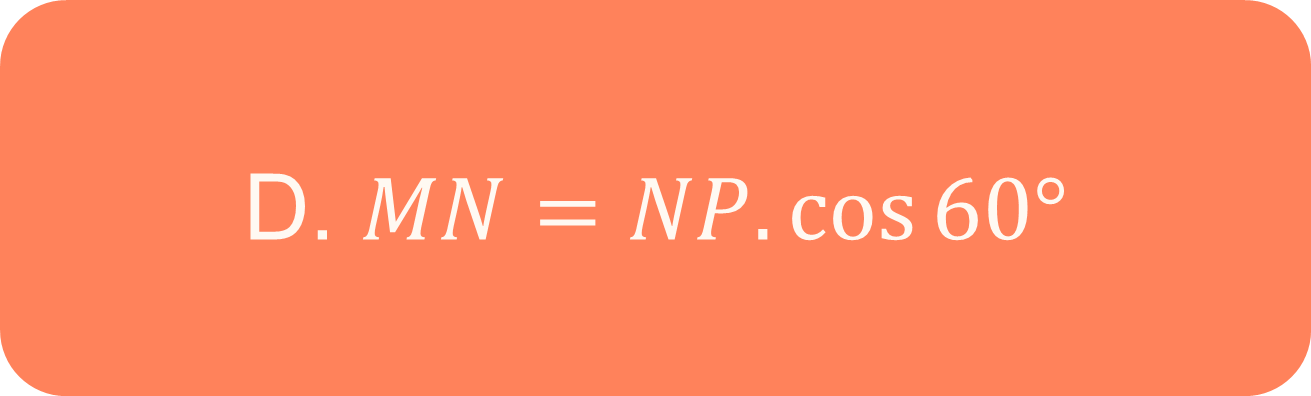 D. 𝑀𝑁 = 𝑁𝑃. cos 60°